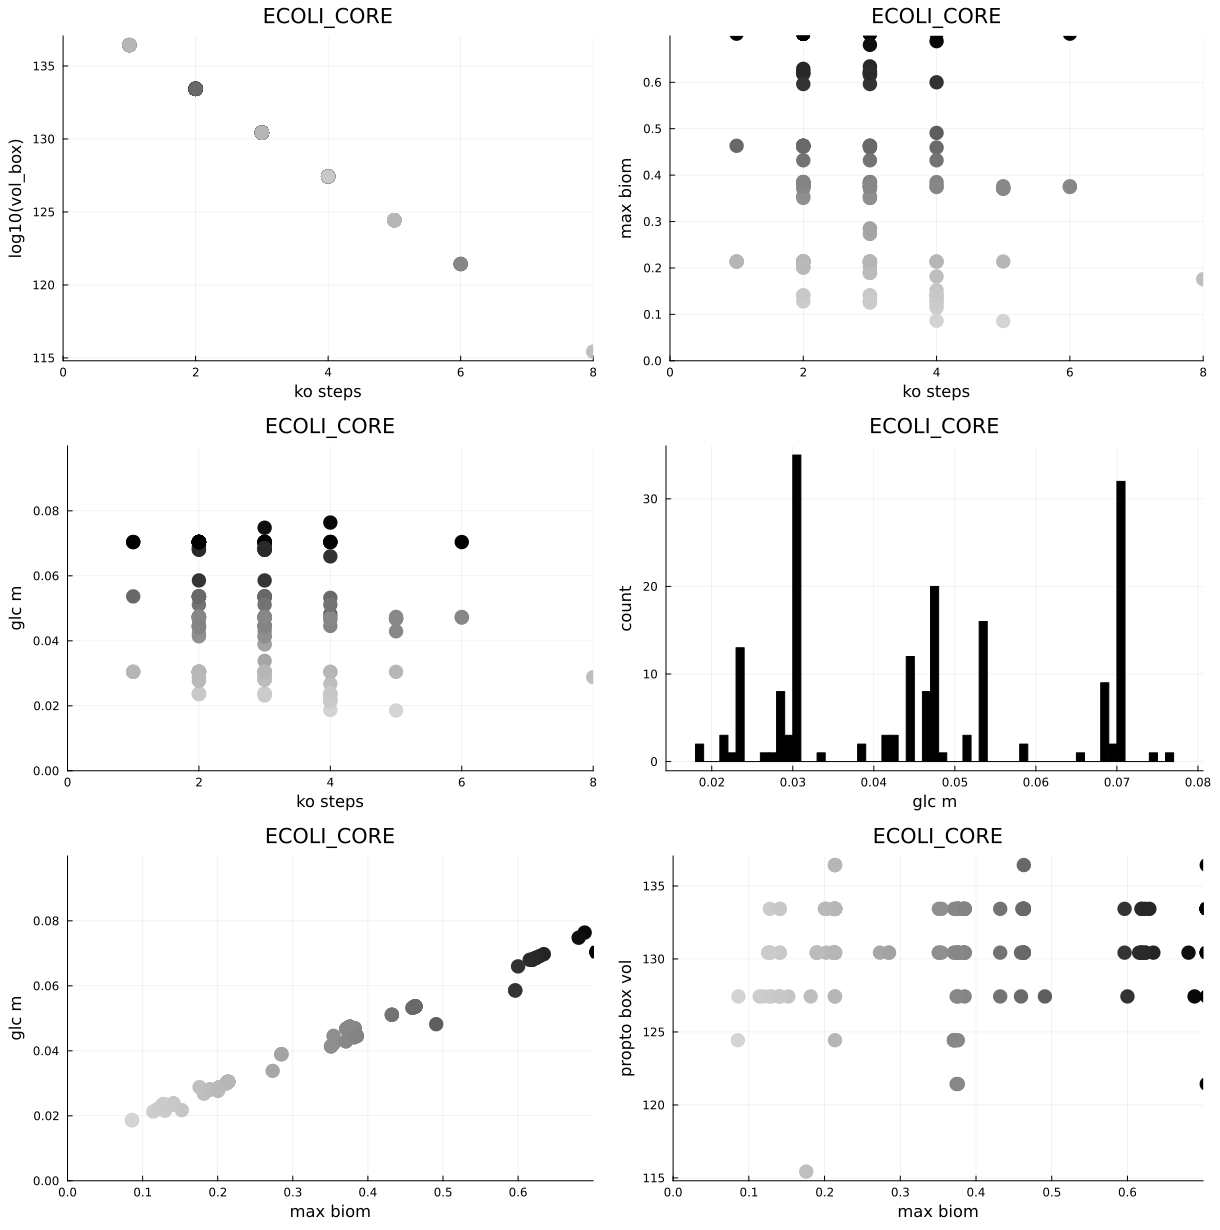 ECOLI_CORE
log10(vol_box)
135
130
125
120
115
0 2 4 6 8
ko steps
ECOLI_CORE
max biom
0.6
0.5
0.4
0.3
0.2
0.1
0.0
0 2 4 6 8
ko steps
ECOLI_CORE
glc m
0.08
0.06
0.04
0.02
0.00
0 2 4 6 8
ko steps
ECOLI_CORE
count
30
20
10
0
0.02 0.03 0.04 0.05 0.06 0.07 0.08
glc m
ECOLI_CORE
glc m
0.08
0.06
0.04
0.02
0.00
0.0 0.1 0.2 0.3 0.4 0.5 0.6
max biom
ECOLI_CORE
propto box vol
135
130
125
120
115
0.0 0.1 0.2 0.3 0.4 0.5 0.6
max biom